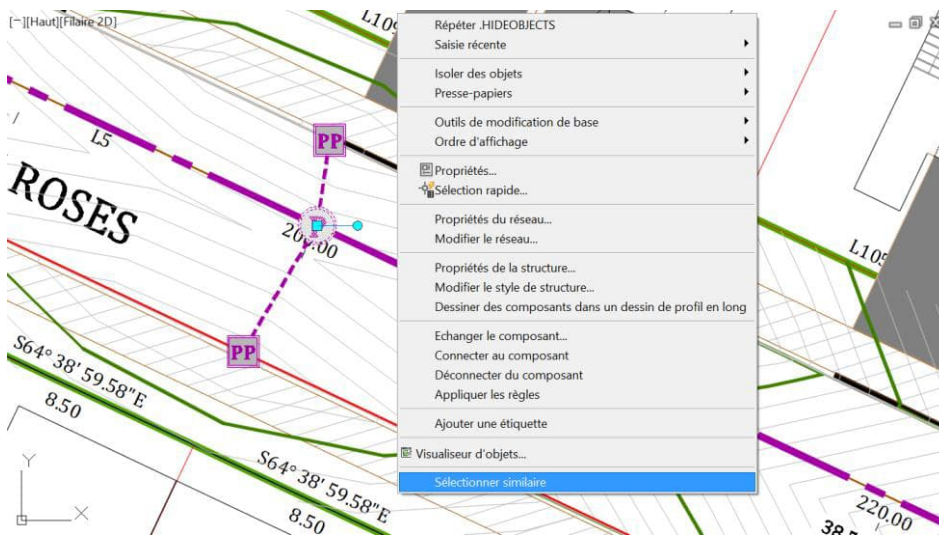 [−][Haut][Filaire 2D]
L109
L5
PP
ROSES
200.00
PP
S64° 38' 59.58"E
8.50
S64° 38' 59.58"E
8.50
Y
X
Répéter .HIDEOBJECTS
Saisie récente
Isoler des objets
Presse-papiers
Outils de modification de base
Ordre d'affichage
Propriétés...
Sélection rapide...
Propriétés du réseau...
Modifier le réseau...
Propriétés de la structure...
Modifier le style de structure...
Dessiner des composants dans un dessin de profil en long
Echanger le composant...
Connecter au composant
Déconnecter du composant
Appliquer les règles
Ajouter une étiquette
Visualiseur d'objets...
Sélectionner similaire
L105
220.00